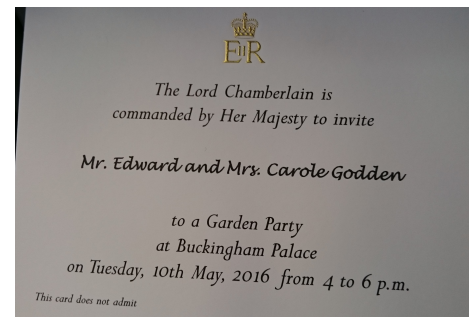 EIIR
The Lord Chamberlain is
commanded by Her Majesty to invite
Mr. Edward and Mrs. Carole Godden
to a Garden Party
at Buckingham Palace
on Tuesday, 10th May, 2016 from 4 to 6 p.m.
This card does not admit